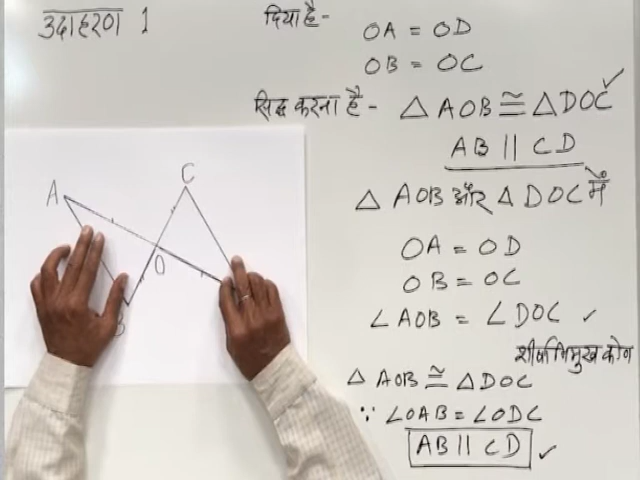 उदाहरण 1
दिया है-
OA = OD
OB = OC
सिद्ध करना है- △ AOB ≅ △ DOC ✓
AB || CD
△ AOB और △ DOC में
OA = OD
OB = OC
∠AOB = ∠DOC ✓
शीर्षाभिमुख कोण
△ AOB ≅ △ DOC
∵ ∠OAB = ∠ODC
AB || CD ✓
A
C
O
B